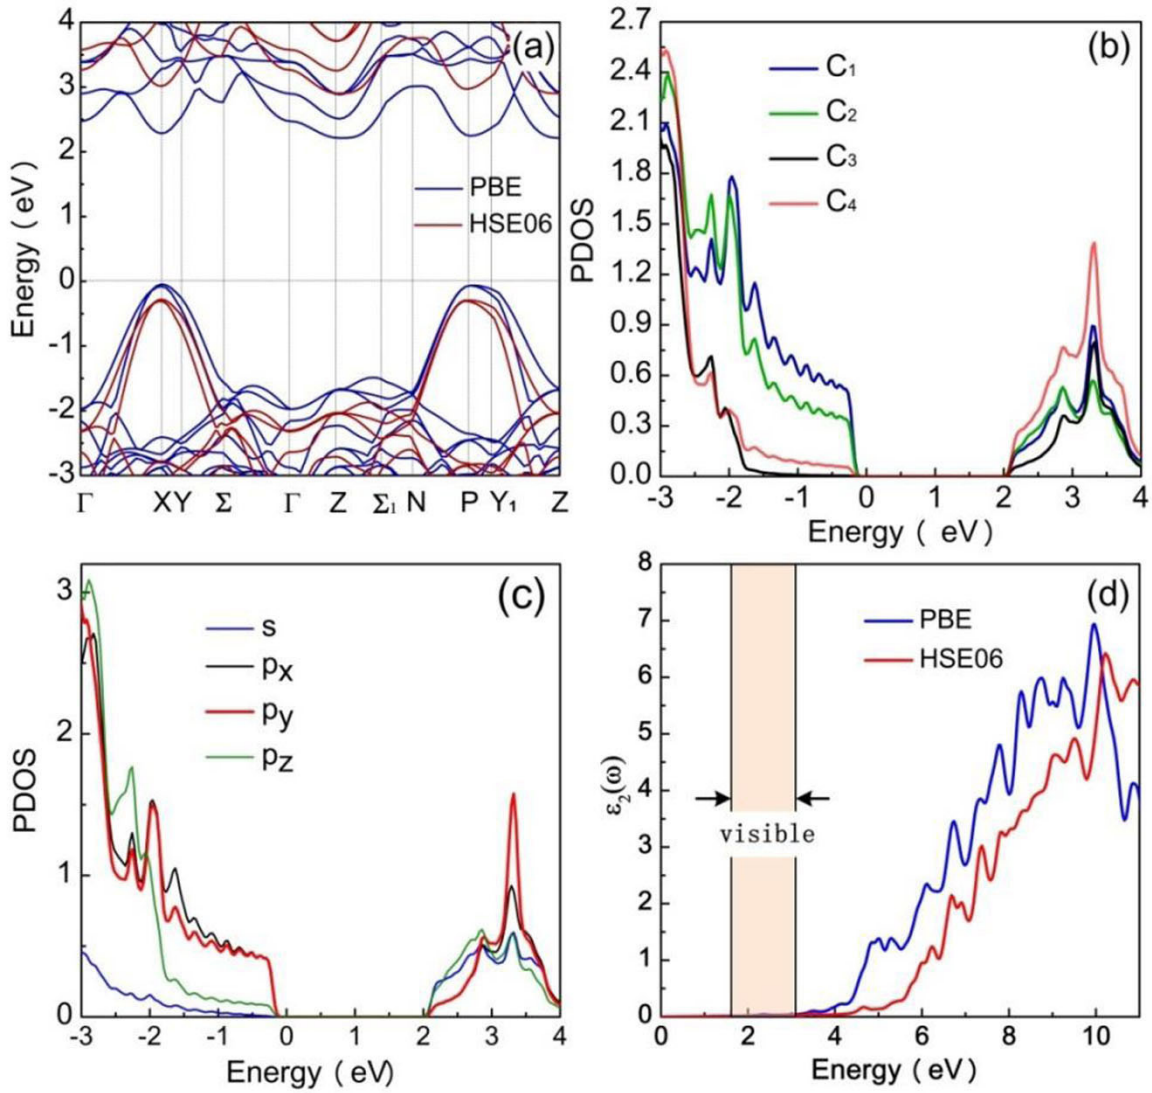 (a)
4
3
2
1
0
-1
-2
-3
Energy ( eV )
PBE
HSE06
Γ X Y Σ Γ Z Σ1 N P Y1 Z
(b)
2.7
2.4
2.1
1.8
1.5
1.2
0.9
0.6
0.3
0.0
PDOS
C1
C2
C3
C4
-3 -2 -1 0 1 2 3 4
Energy ( eV )
(c)
3
2
1
0
PDOS
s
px
py
pz
-3 -2 -1 0 1 2 3 4
Energy ( eV)
(d)
8
7
6
5
4
3
2
1
0
ε2(ω)
PBE
HSE06
visible
0 2 4 6 8 10
Energy ( eV )